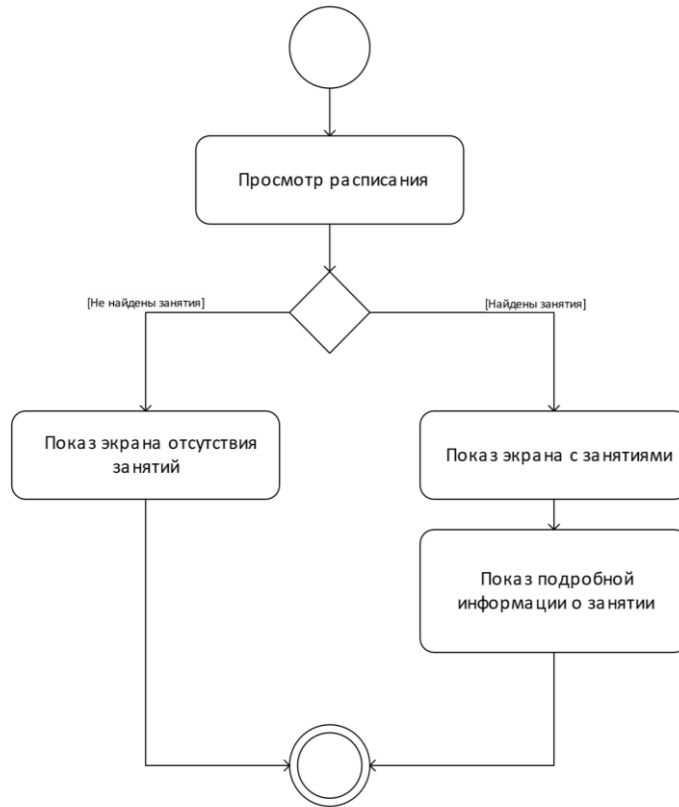 Просмотр расписания
[Не найдены занятия]
[Найдены занятия]
Показ экрана отсутствия
занятий
Показ экрана с занятиями
Показ подробной
информации о занятии